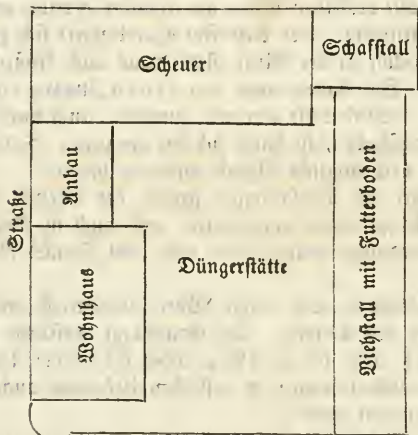 Scheuer
Schafstall
Straße
Anbau
Wohnhaus
Düngerstätte
Viehstall mit Futterboden